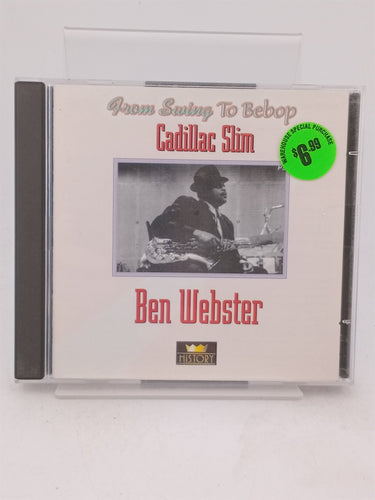 From Swing To Bebop
Cadillac Slim
WAREHOUSE SPECIAL PURCHASE
$6.99
Ben Webster
HISTORY